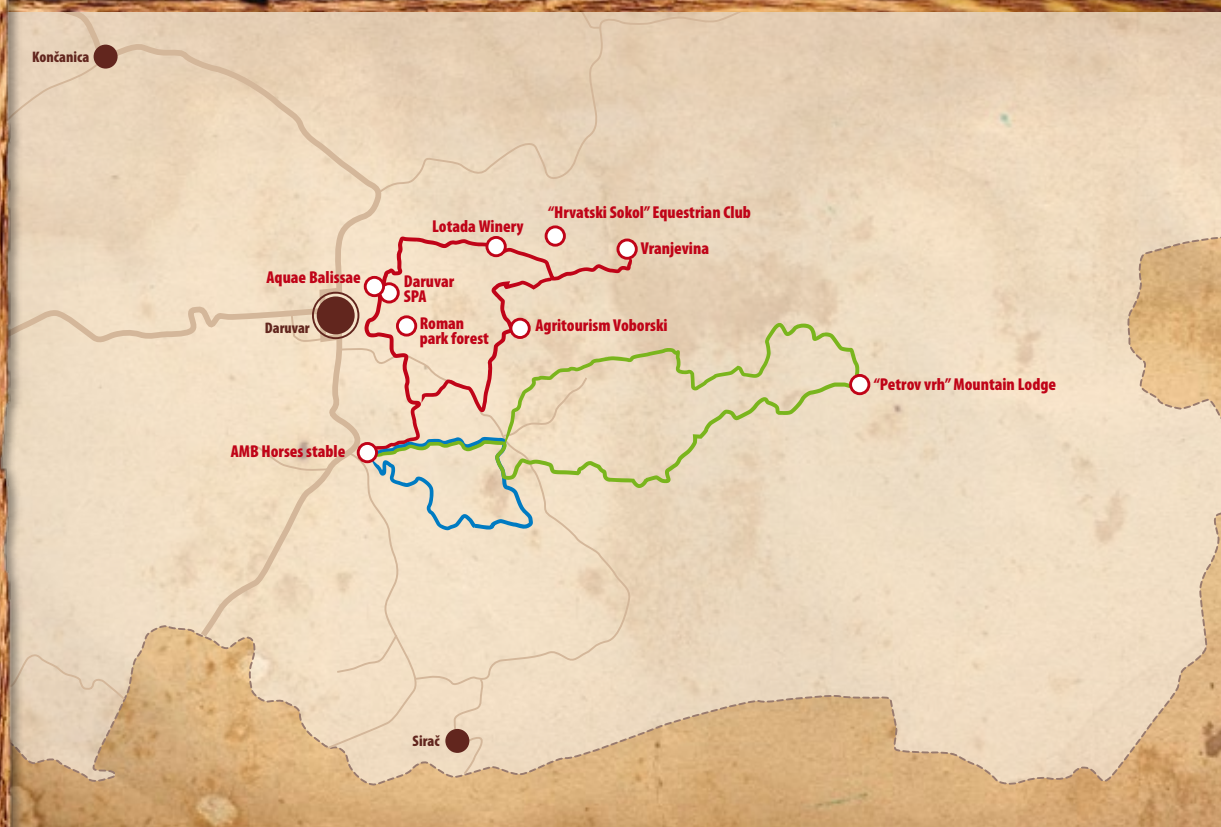 Končanica
“Hrvatski Sokol” Equestrian Club
Lotada Winery
Vranjevina
Aquae Balissae
Daruvar
SPA
Daruvar
Roman
park forest
Agritourism Voborski
“Petrov vrh” Mountain Lodge
AMB Horses stable
Sirač